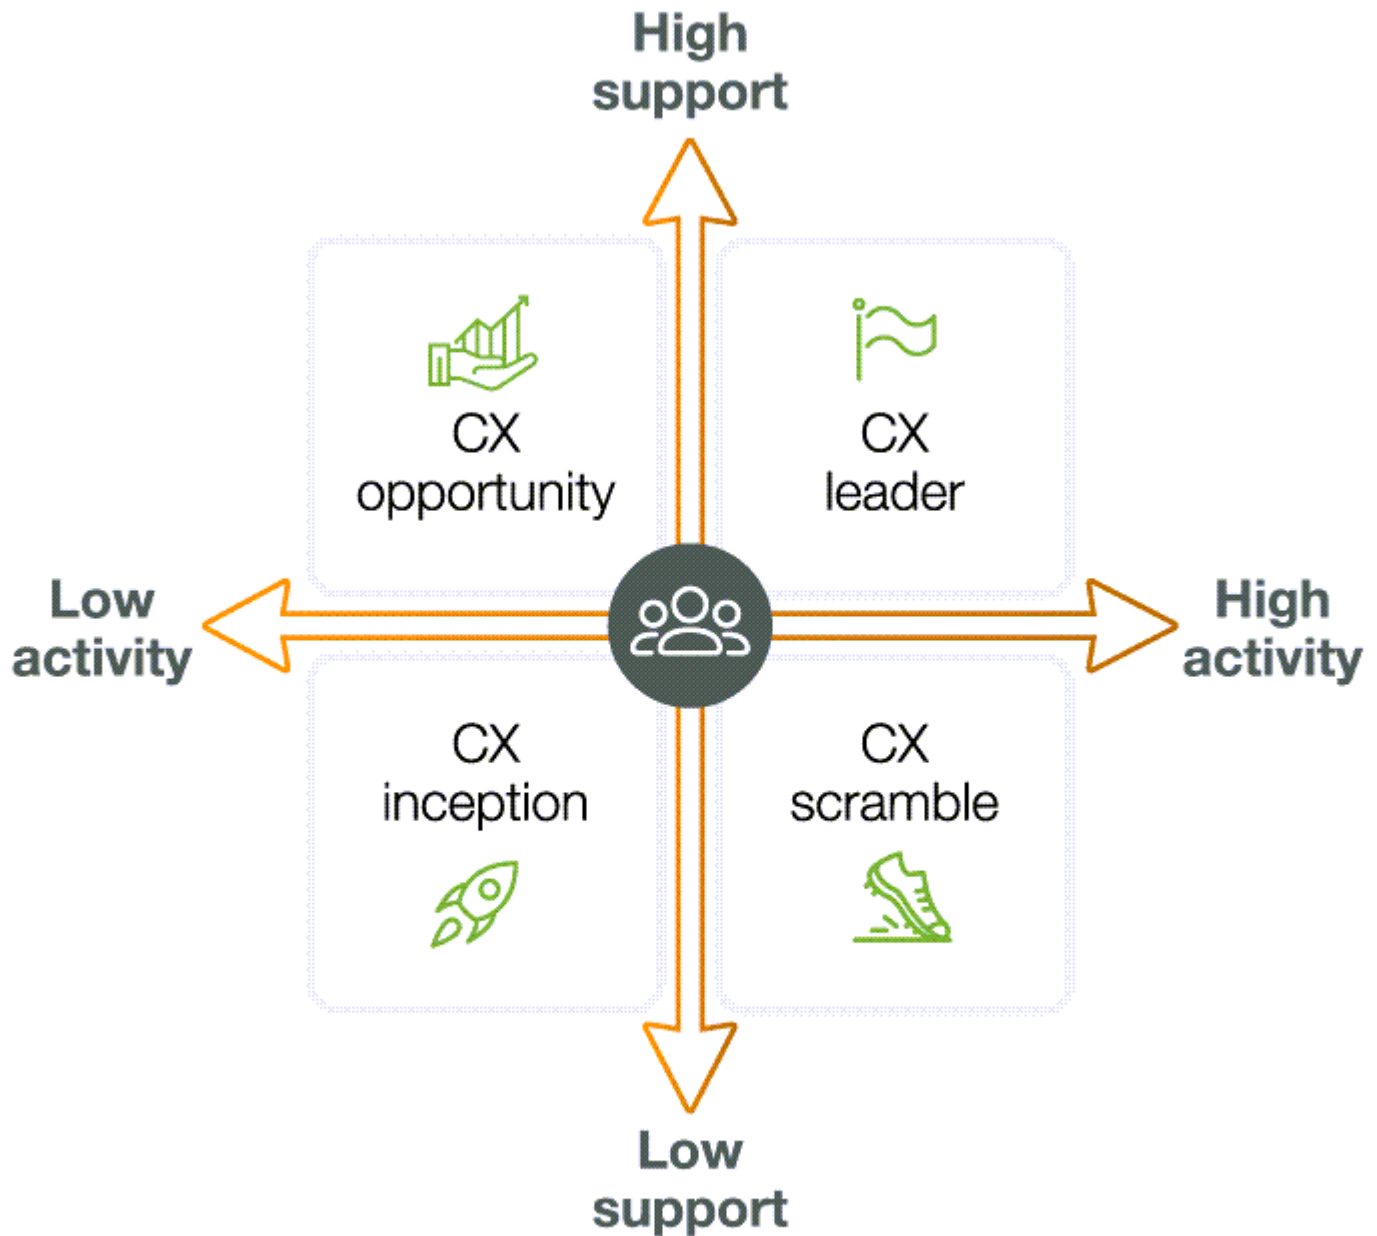 High
support
CX
opportunity
CX
leader
Low
activity
High
activity
CX
inception
CX
scramble
Low
support